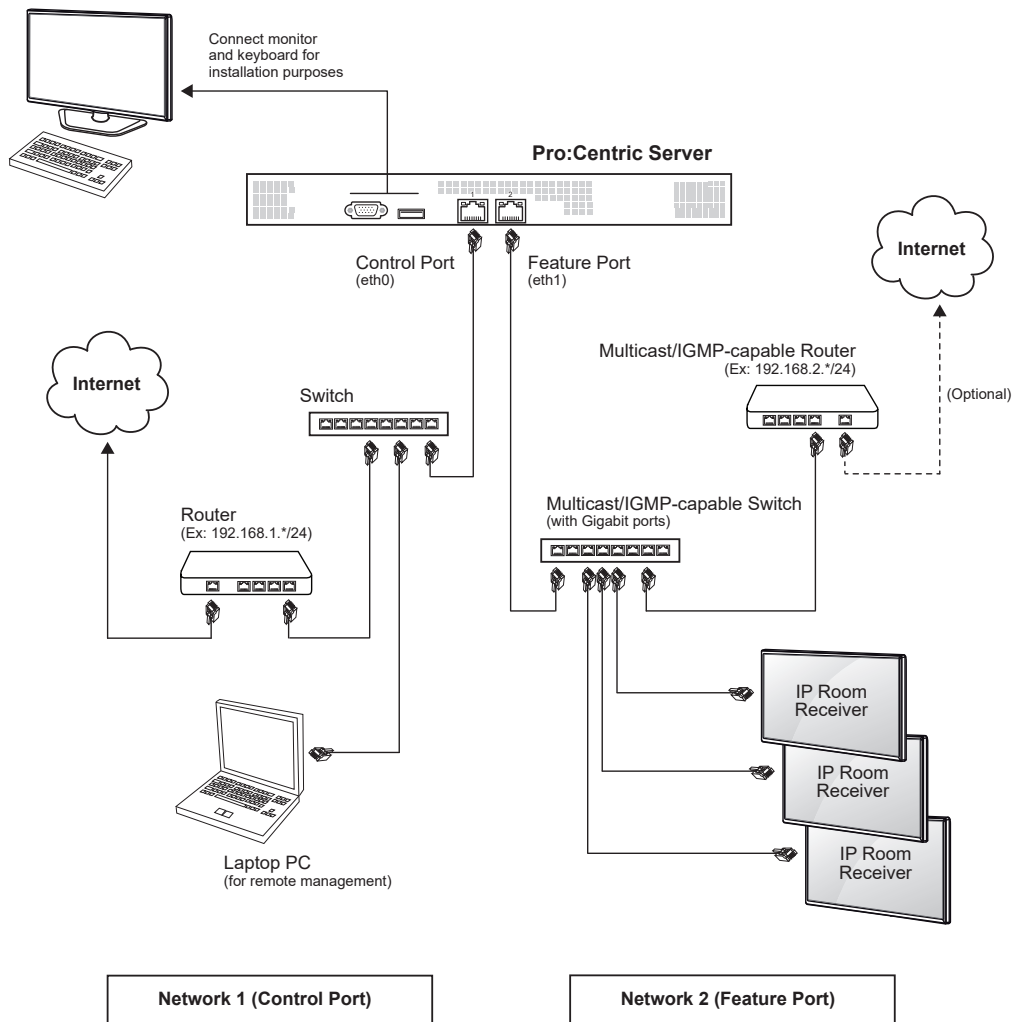 Connect monitor
and keyboard for
installation purposes
Pro:Centric Server
1
2
Control Port
(eth0)
Feature Port
(eth1)
Internet
Multicast/IGMP-capable Router
(Ex: 192.168.2.*/24)
(Optional)
Internet
Switch
Router
(Ex: 192.168.1.*/24)
Multicast/IGMP-capable Switch
(with Gigabit ports)
IP Room
Receiver
IP Room
Receiver
IP Room
Receiver
Laptop PC
(for remote management)
Network 1 (Control Port)
Network 2 (Feature Port)